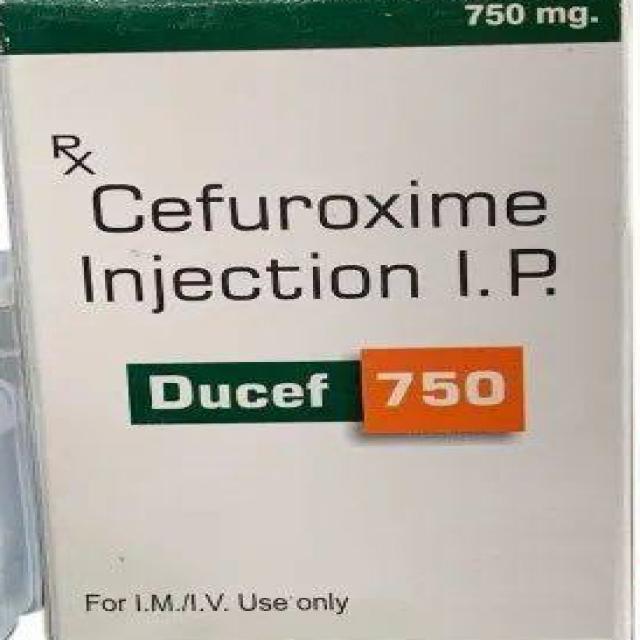 750 mg.
Rx
Cefuroxime
Injection I.P.
Ducef 750
For I.M./I.V. Use only